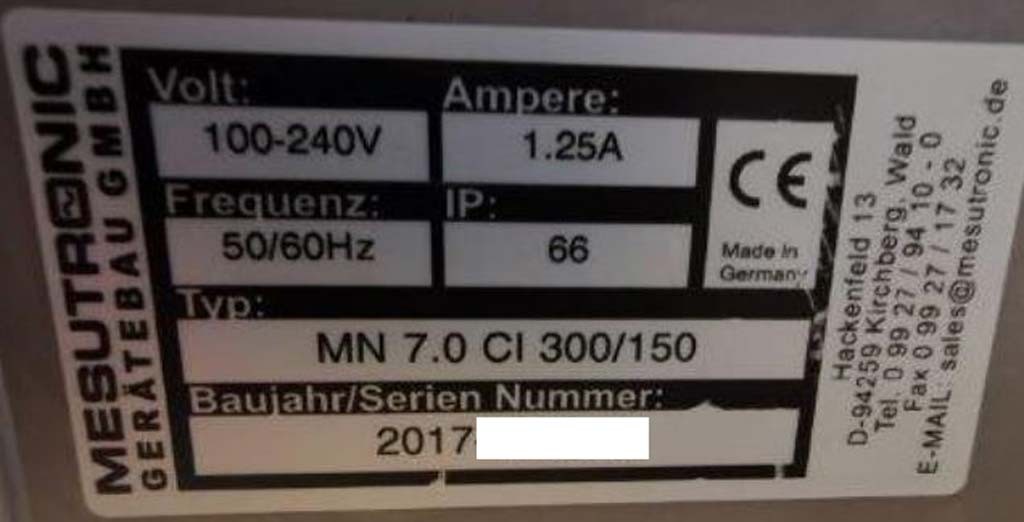 MESUTRONIC
GERÄTEBAU GMBH
Volt: Ampere:
100-240V 1.25A
Frequenz: IP:
50/60Hz 66
CE
Made In
Germany
Typ:
MN 7.0 CI 300/150
Baujahr/Serien Nummer:
2017
Hackenfeld 13
D-94259 Kirchberg, Wald
Tel. 0 99 27 / 94 10 - 0
Fax 0 99 27 / 17 32
E-MAIL: sales@mesutronic.de